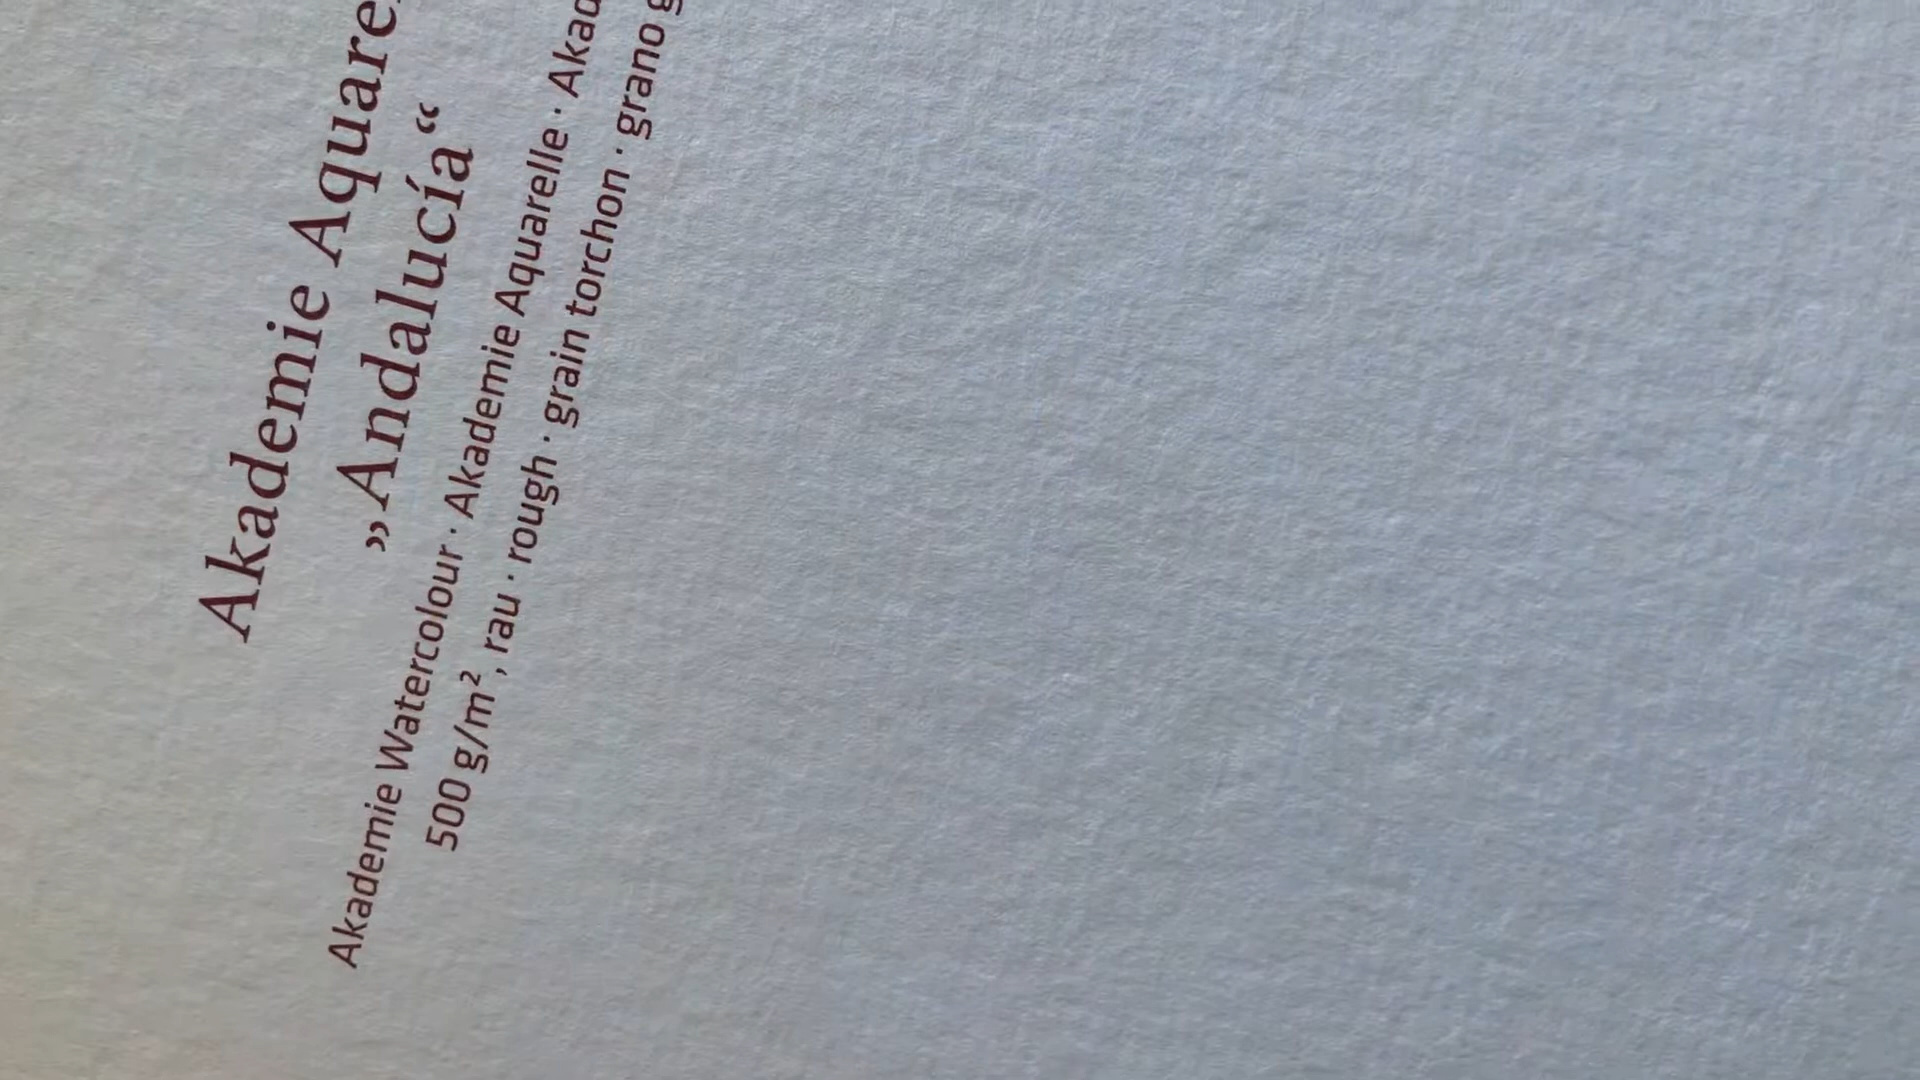 Akademie Aquare
„Andalucía“
Akademie Watercolour · Akademie Aquarelle · Akad
500 g/m², rau · rough · grain torchon · grano g